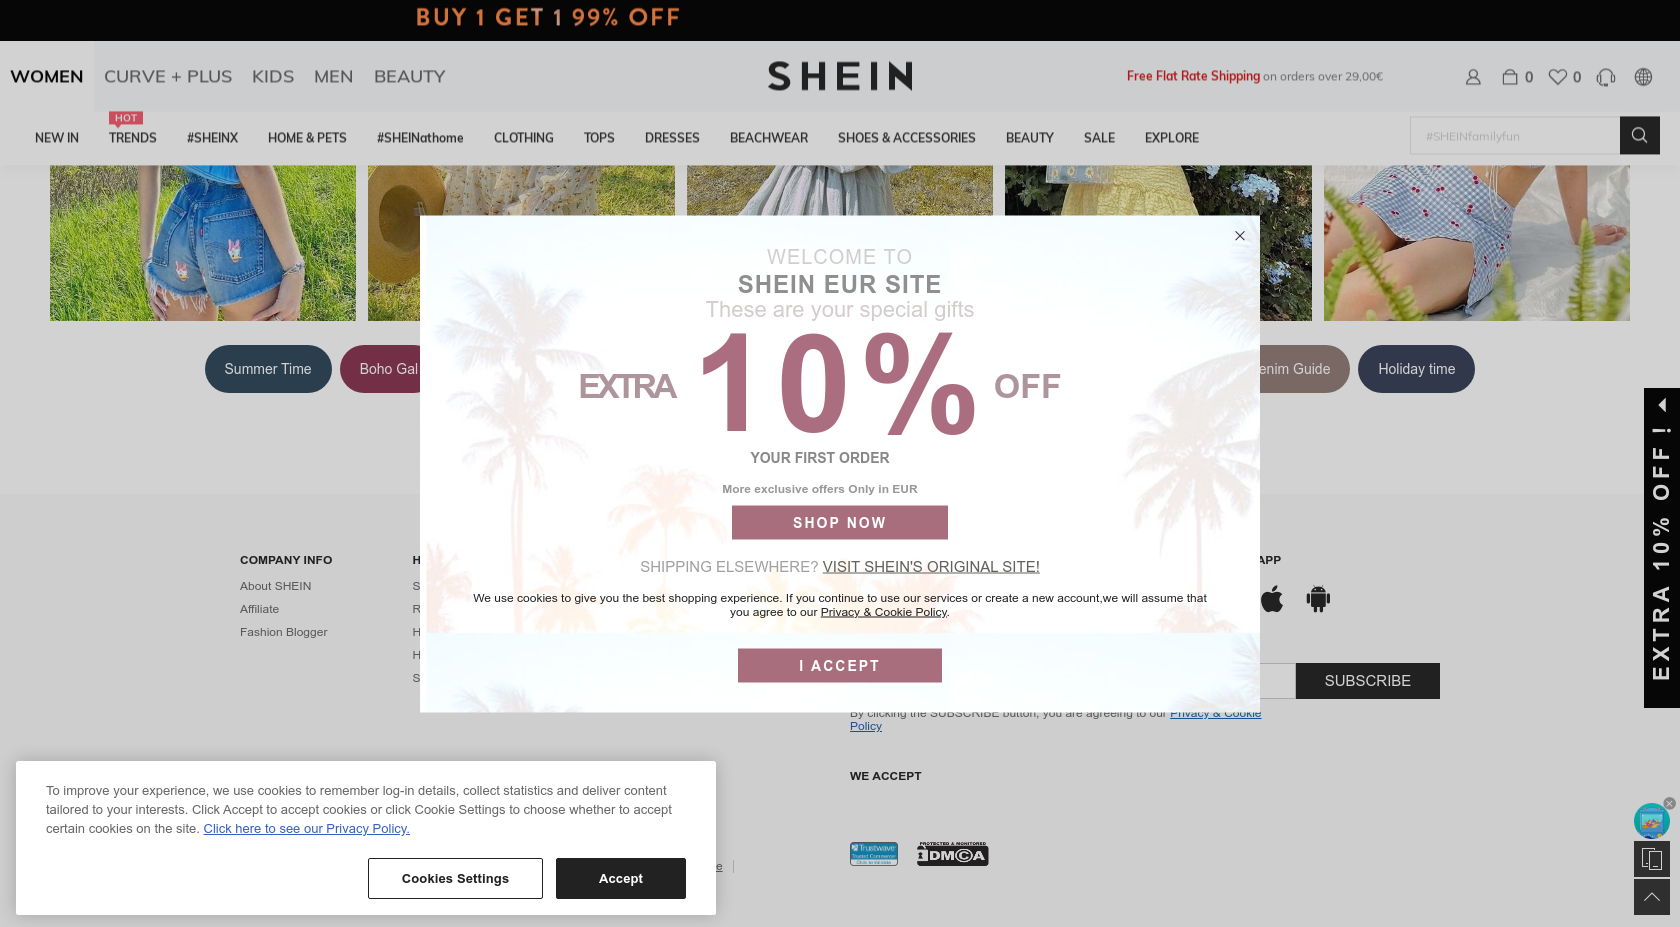 BUY 1 GET 1 99% OFF
WOMEN
CURVE + PLUS
KIDS
MEN
BEAUTY
SHEIN
Free Flat Rate Shipping on orders over 29,00€
0
0
HOT
NEW IN
TRENDS
#SHEINX
HOME & PETS
#SHEINathome
CLOTHING
TOPS
DRESSES
BEACHWEAR
SHOES & ACCESSORIES
BEAUTY
SALE
EXPLORE
#SHEINfamilyfun
WELCOME TO
SHEIN EUR SITE
These are your special gifts
EXTRA 10% OFF
YOUR FIRST ORDER
More exclusive offers Only in EUR
SHOP NOW
SHIPPING ELSEWHERE? VISIT SHEIN'S ORIGINAL SITE!
We use cookies to give you the best shopping experience. If you continue to use our services or create a new account,we will assume that
you agree to our Privacy & Cookie Policy.
I ACCEPT
Summer Time
Boho Gal
Guide
Holiday time
EXTRA 10% OFF !
COMPANY INFO
About SHEIN
Affiliate
Fashion Blogger
APP
SUBSCRIBE
By clicking the SUBSCRIBE button, you are agreeing to our Privacy & Cookie
Policy
WE ACCEPT
Trustwave
Trusted Commerce
PROTECTED & MONITORED
DMCA
To improve your experience, we use cookies to remember log-in details, collect statistics and deliver content
tailored to your interests. Click Accept to accept cookies or click Cookie Settings to choose whether to accept
certain cookies on the site. Click here to see our Privacy Policy.
Cookies Settings
Accept